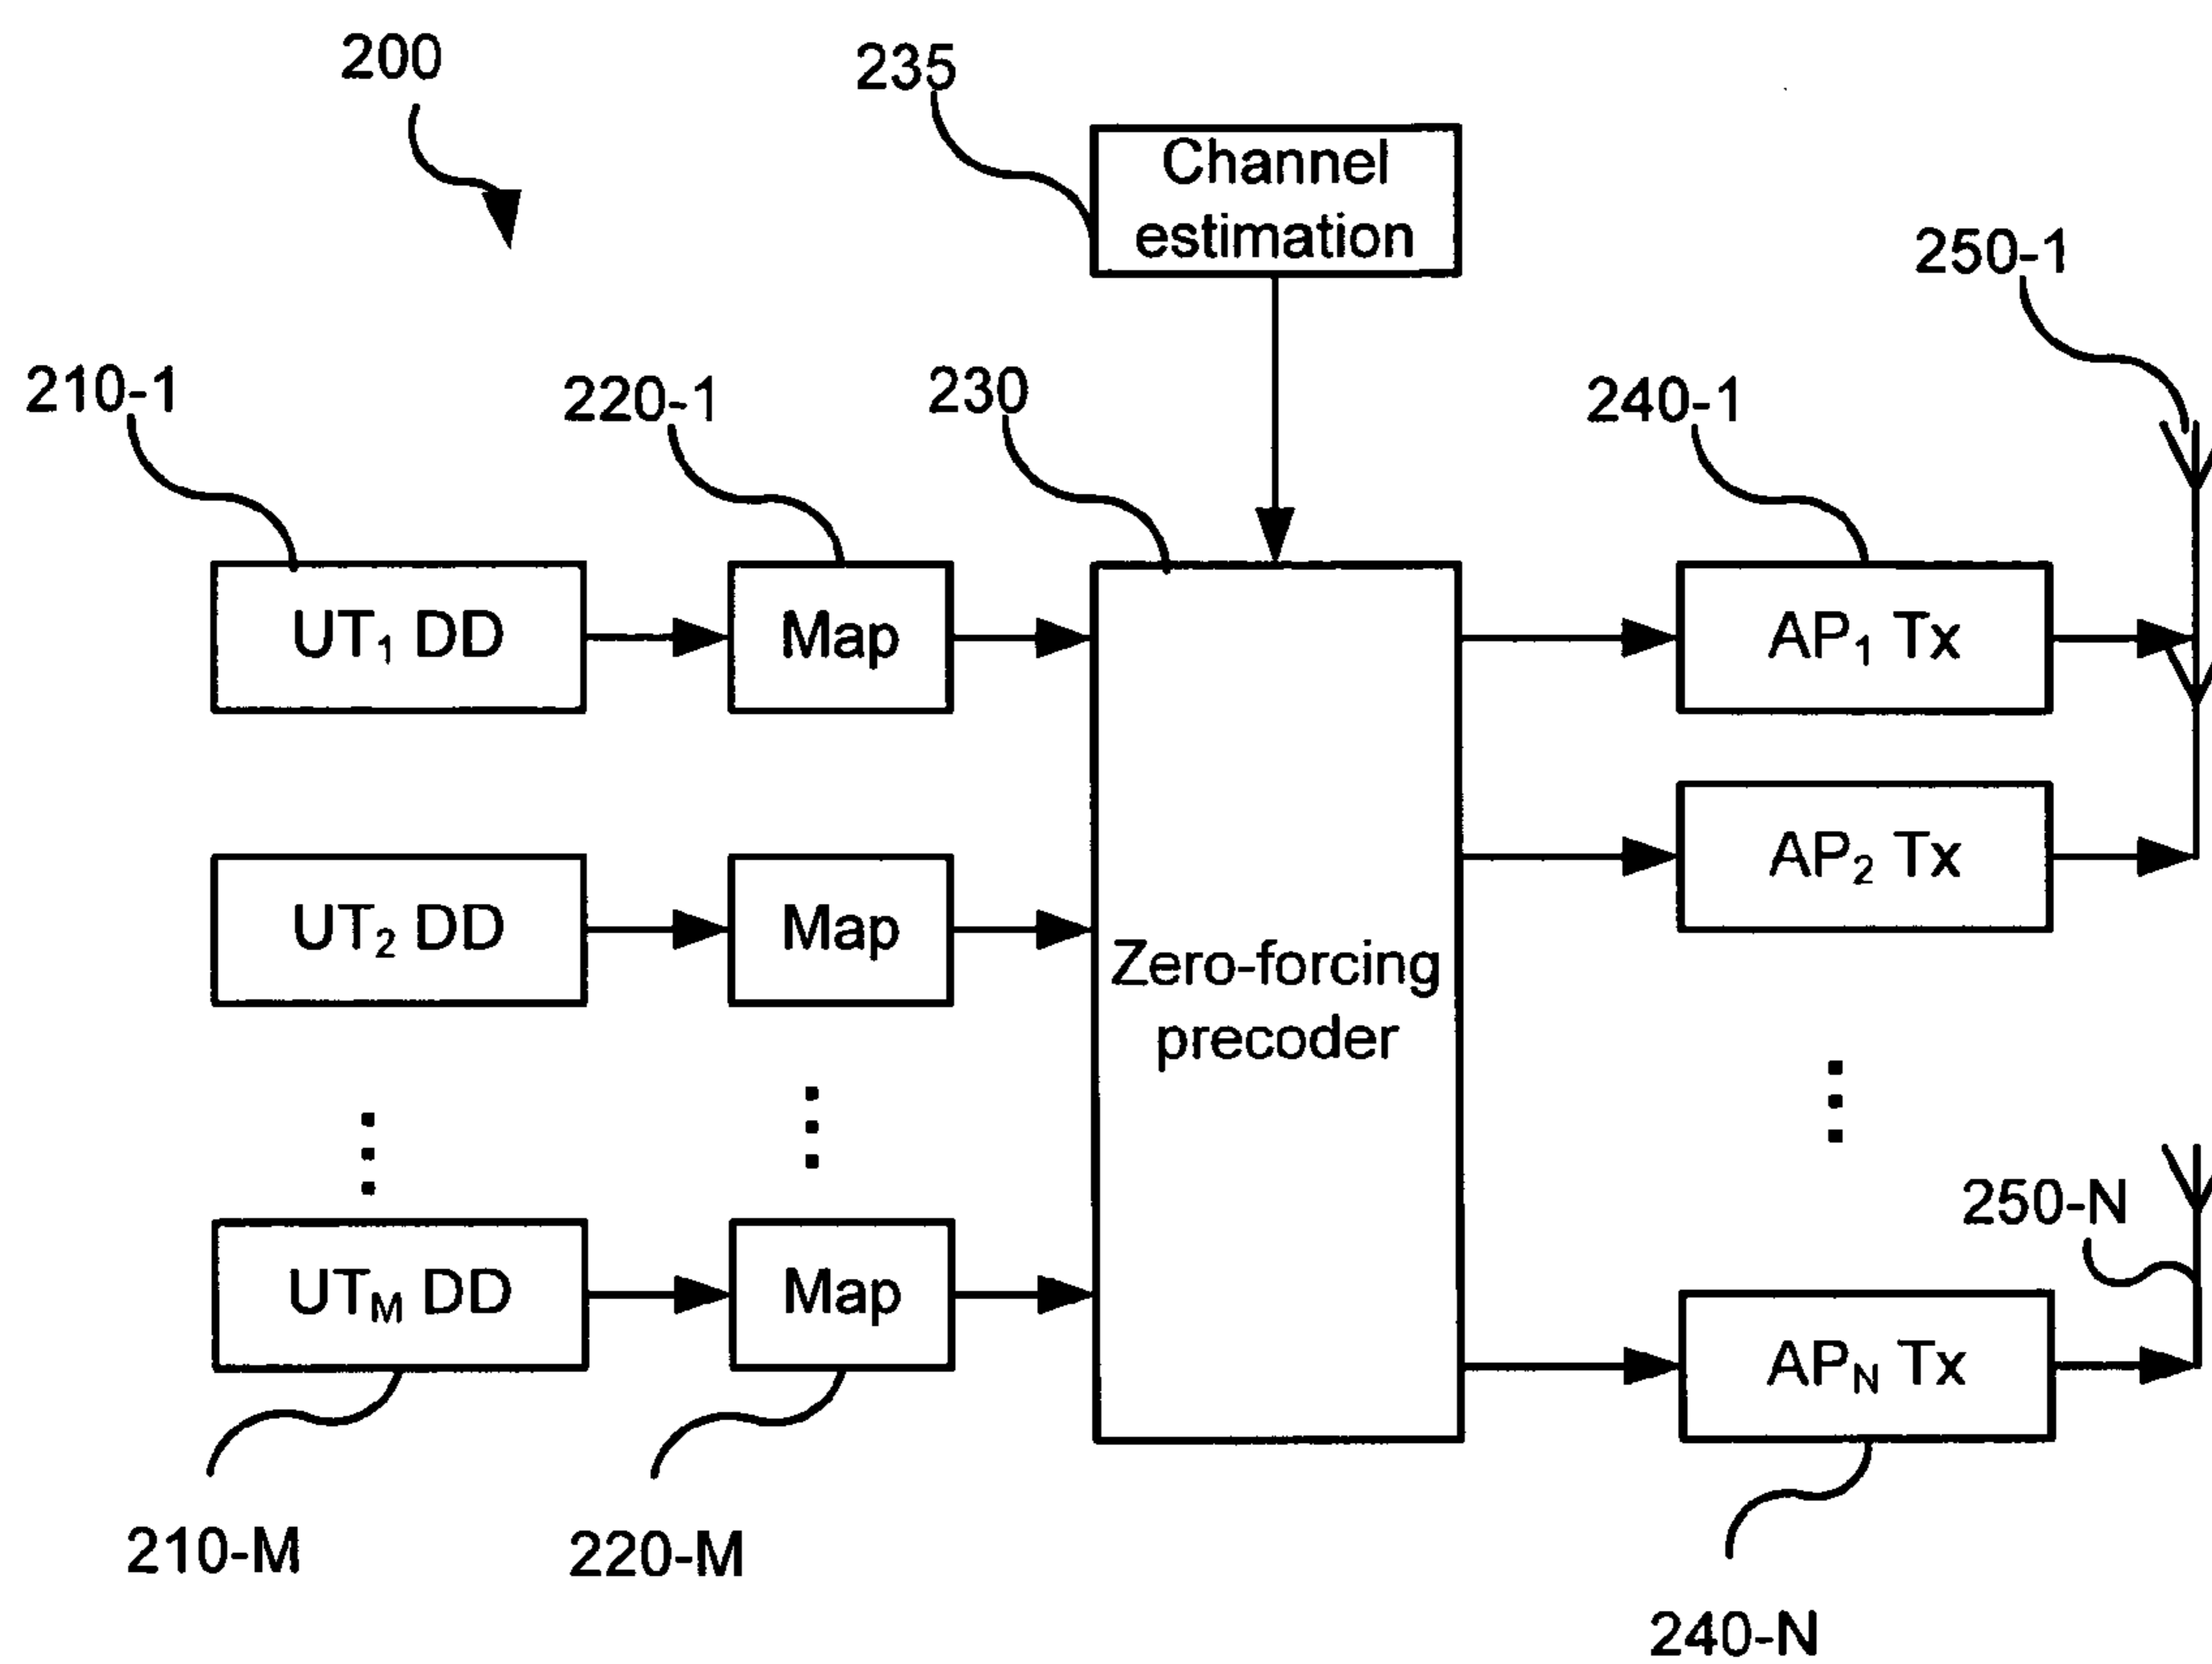 200
235
Channel
estimation
250-1
210-1
220-1
230
240-1
UT1 DD
Map
AP1 Tx
UT2 DD
Map
AP2 Tx
Zero-forcing
precoder
250-N
UTM DD
Map
APN Tx
210-M
220-M
240-N